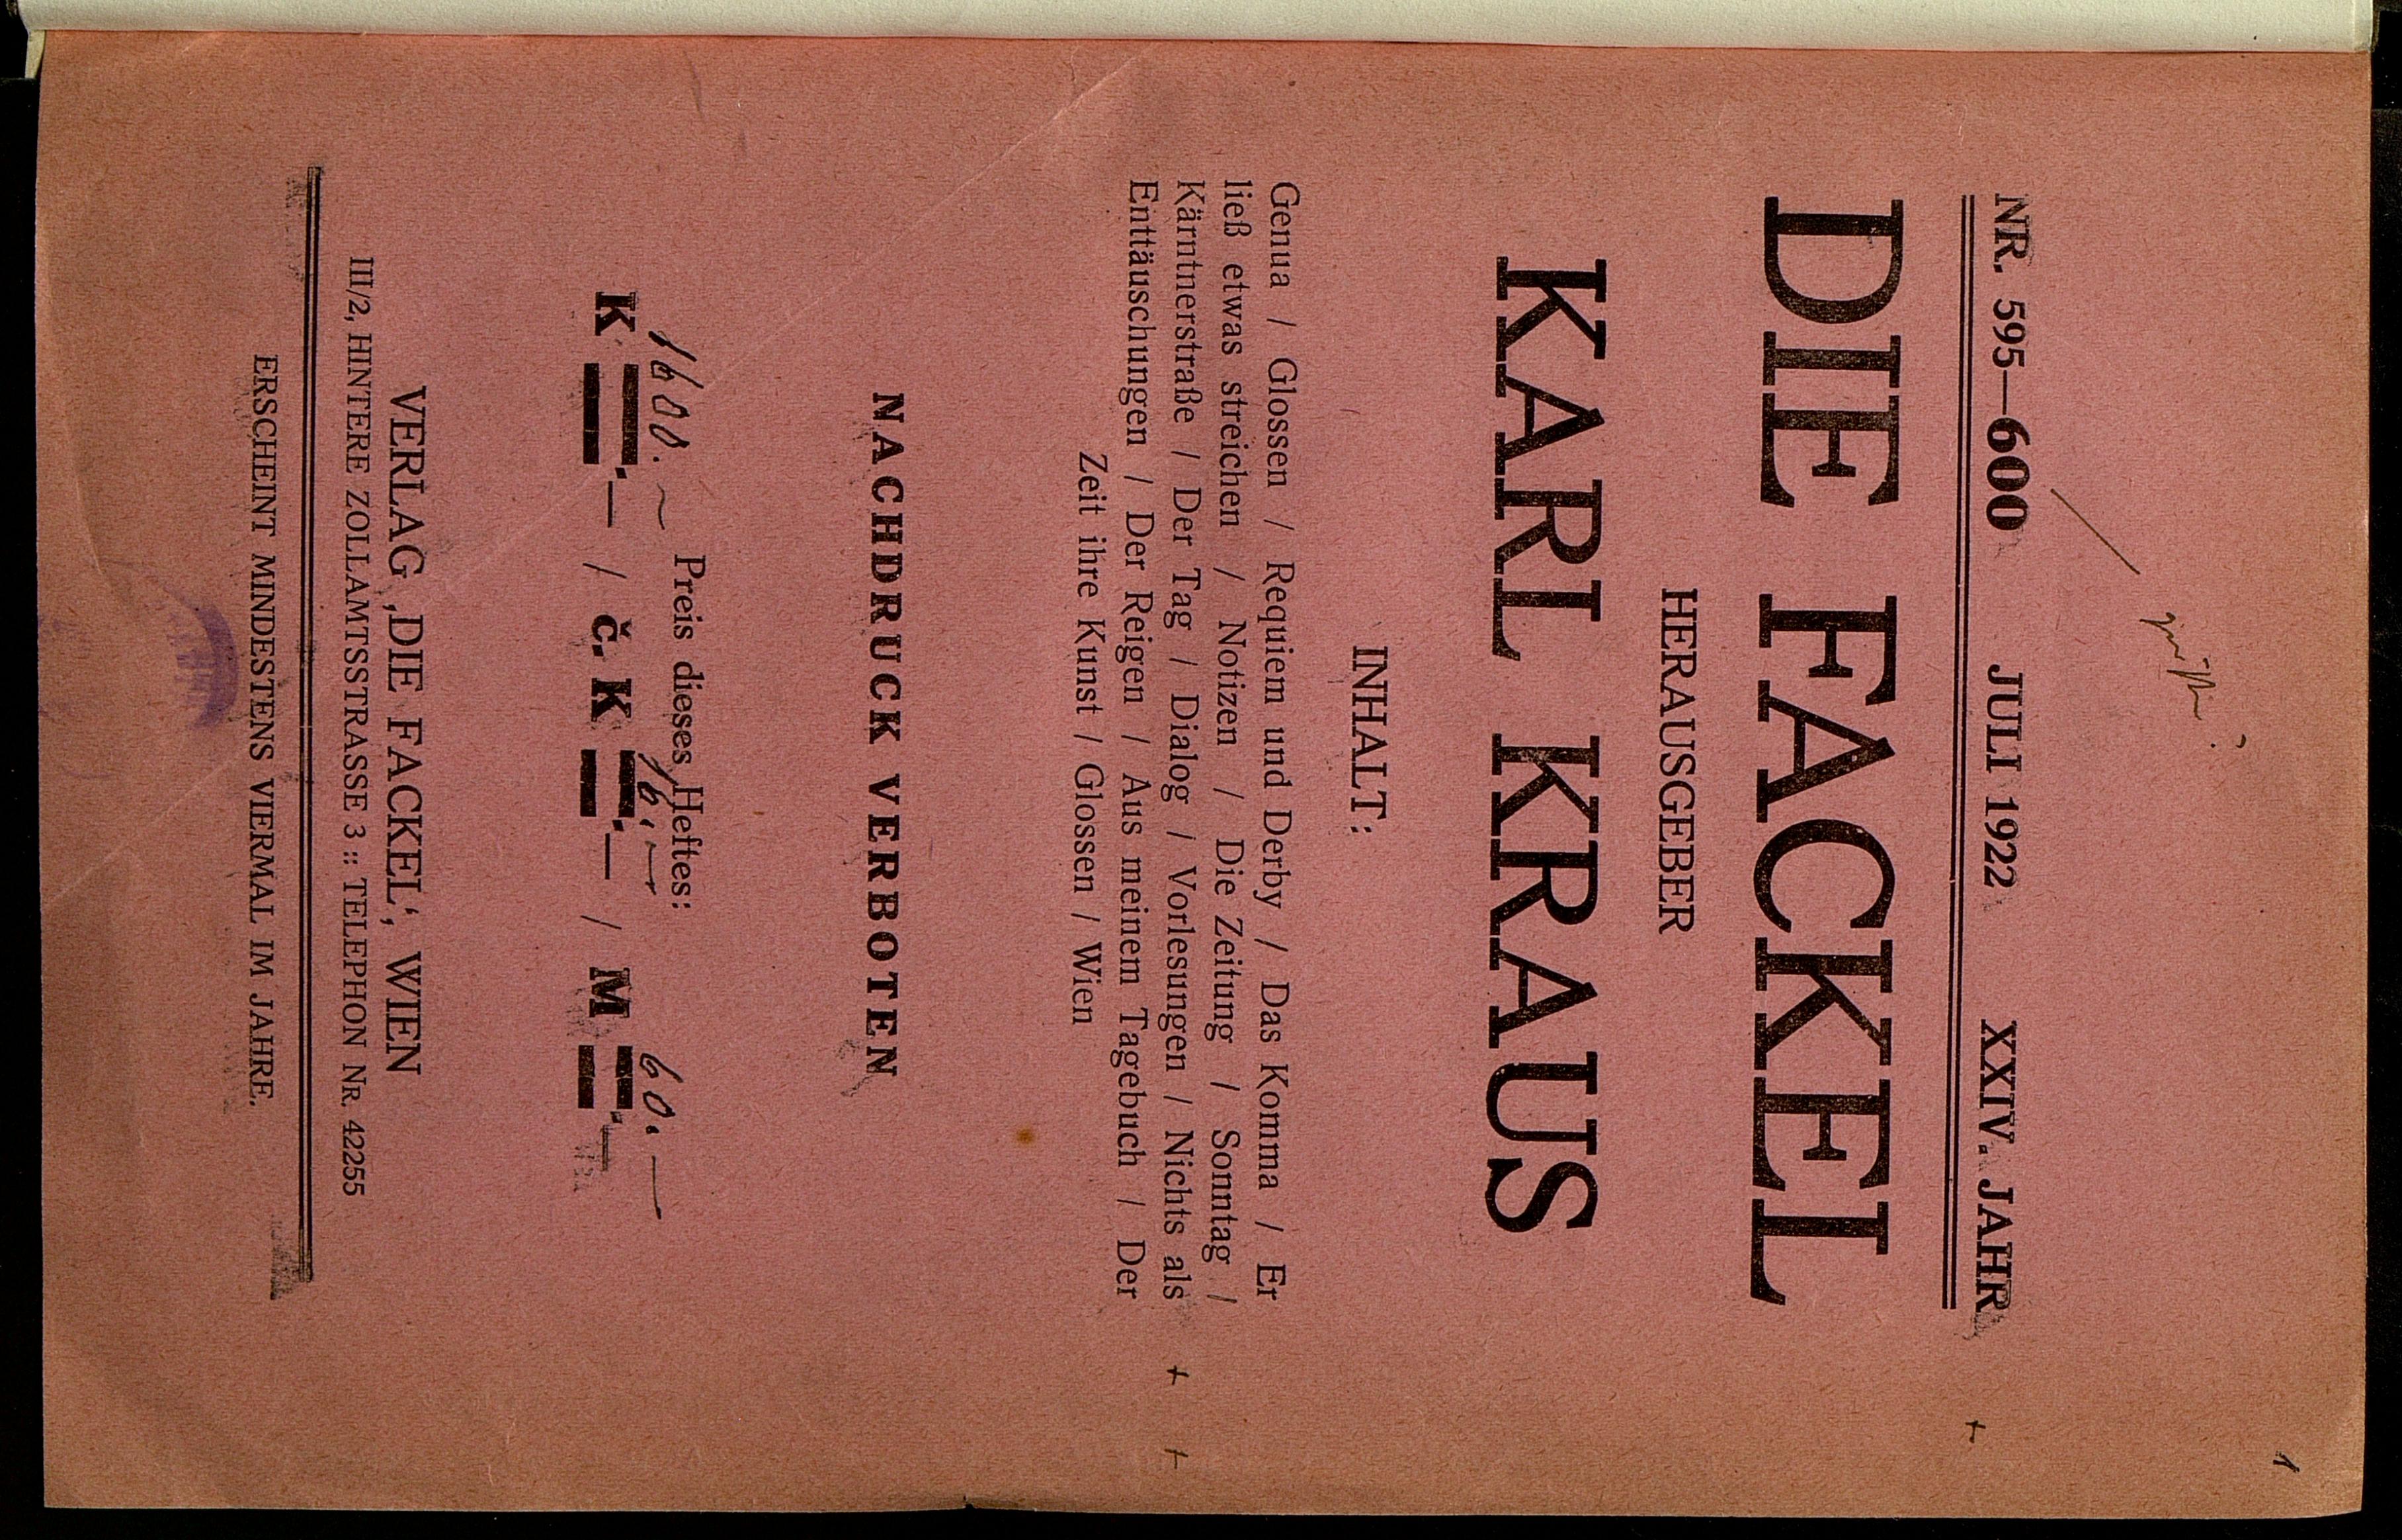 1
NR. 595—600 JULI 1922 XXIV. JAHR
DIE FACKEL
HERAUSGEBER
KARL KRAUS
INHALT:
Genua / Glossen / Requiem und Derby / Das Komma / Er
ließ etwas streichen / Notizen / Die Zeitung / Sonntag /
Kärntnerstraße / Der Tag / Dialog / Vorlesungen / Nichts als
Enttäuschungen / Der Reigen / Aus meinem Tagebuch / Der
Zeit ihre Kunst / Glossen / Wien
NACHDRUCK VERBOTEN
Preis dieses Heftes:
1600.— 16.— 60.—
K .— / č. K .— / M .—
VERLAG ‚DIE FACKEL‘, WIEN
III/2, HINTERE ZOLLAMTSSTRASSE 3 :: TELEPHON NR. 42255
ERSCHEINT MINDESTENS VIERMAL IM JAHRE.